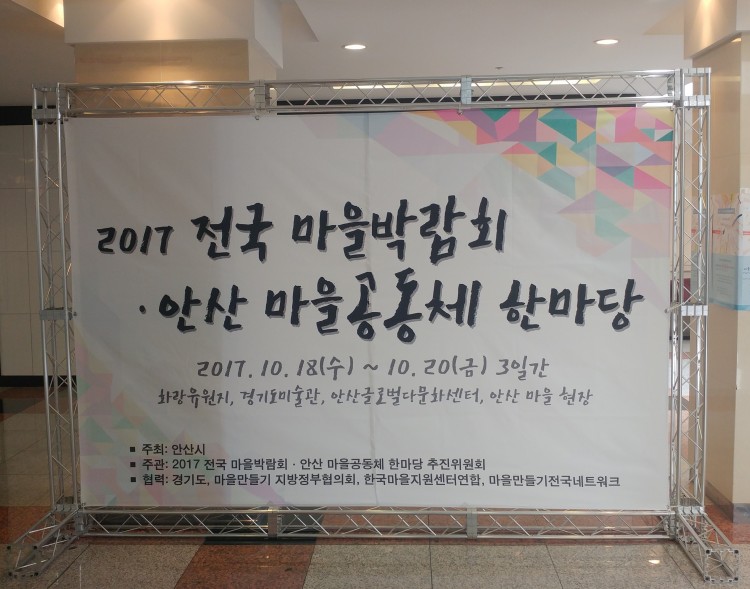 2017 전국 마을박람회
· 안산 마을공동체 한마당
2017. 10. 18(수) ~ 10. 20(금) 3일간
화랑유원지, 경기도미술관, 안산글로벌다문화센터, 안산 마을 현장
■ 주최: 안산시
■ 주관: 2017 전국 마을박람회 · 안산 마을공동체 한마당 추진위원회
■ 협력: 경기도, 마을만들기 지방정부협의회, 한국마을지원센터연합, 마을만들기전국네트워크